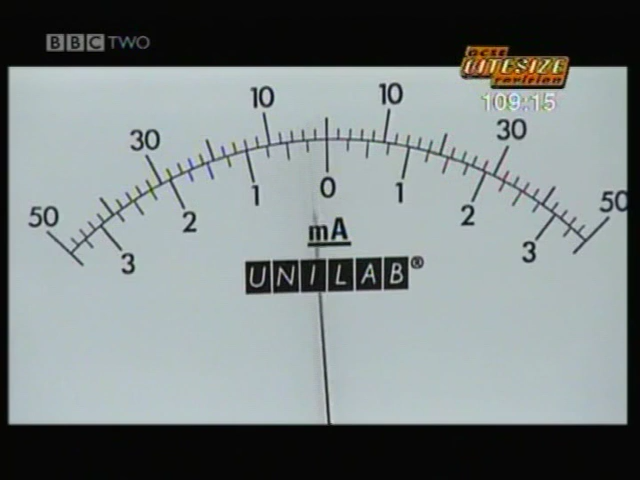 BBC TWO
GCSE
BITESIZE
revision
109:15
50 30 10 10 30 50
3 2 1 0 1 2 3
mA
UNILAB®